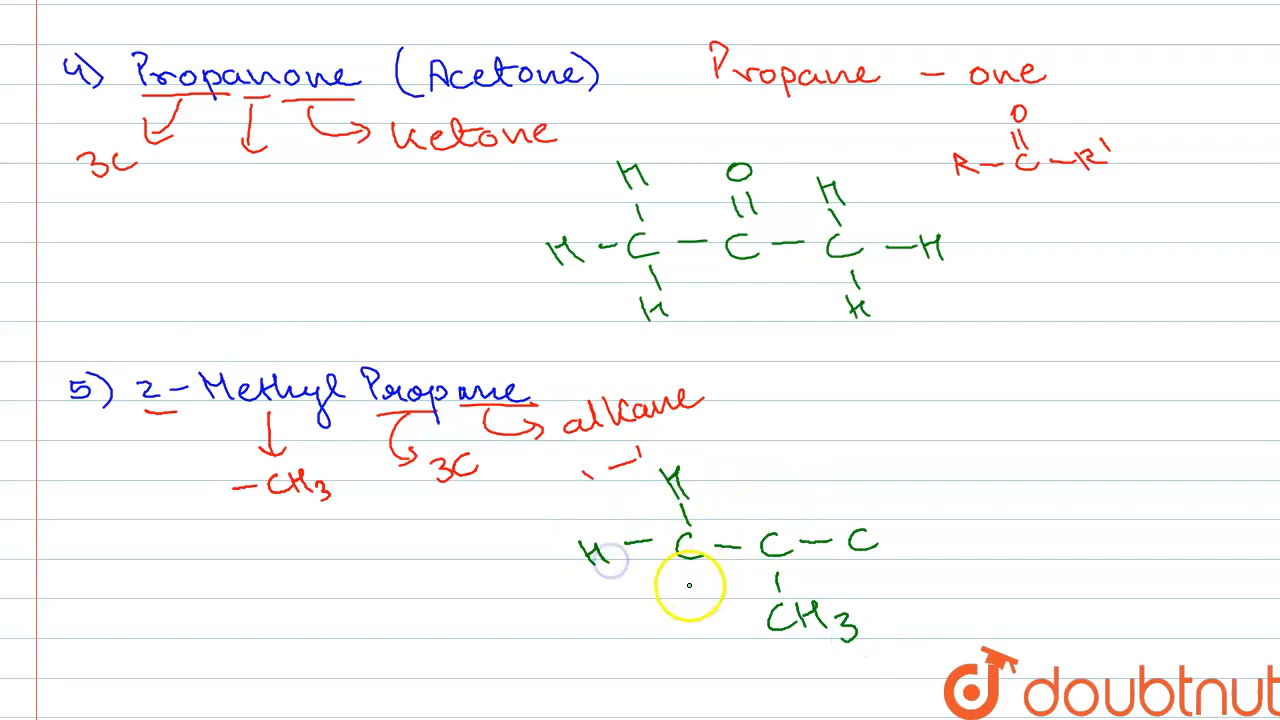 4) Propanone (Acetone) Propane - one
3C Ketone
O
||
R - C - R'
H O H
| || |
H - C - C - C - H
| |
H H
5) 2 - Methyl Propane
alkane
- CH3 3C
H
|
H - C - C - C
|
CH3
doubtnut